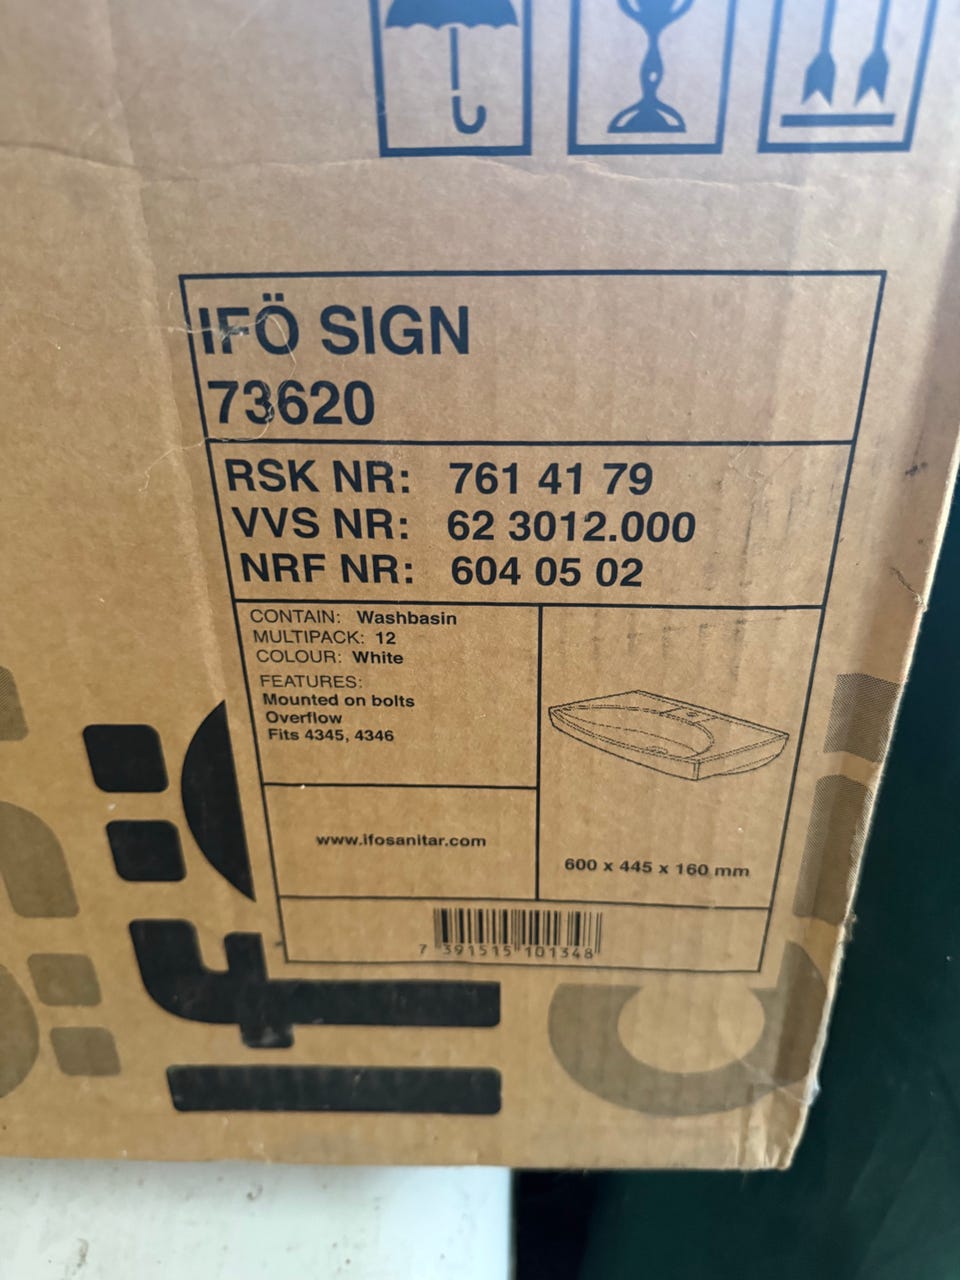 IFÖ SIGN
73620
RSK NR: 761 41 79
VVS NR: 62 3012.000
NRF NR: 604 05 02
CONTAIN: Washbasin
MULTIPACK: 12
COLOUR: White
FEATURES:
Mounted on bolts
Overflow
Fits 4345, 4346
www.ifosanitar.com
600 x 445 x 160 mm
7 391515 101348
Ifö